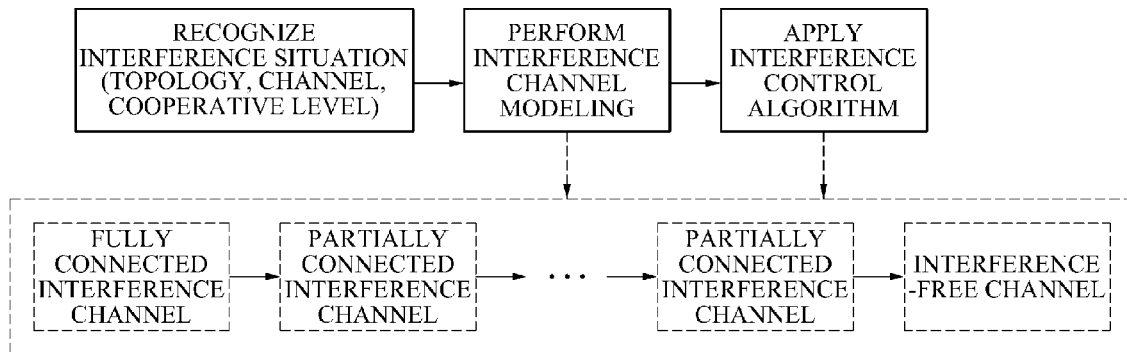 RECOGNIZE
INTERFERENCE SITUATION
(TOPOLOGY, CHANNEL,
COOPERATIVE LEVEL)
PERFORM
INTERFERENCE
CHANNEL
MODELING
APPLY
INTERFERENCE
CONTROL
ALGORITHM
FULLY
CONNECTED
INTERFERENCE
CHANNEL
PARTIALLY
CONNECTED
INTERFERENCE
CHANNEL
...
PARTIALLY
CONNECTED
INTERFERENCE
CHANNEL
INTERFERENCE
-FREE CHANNEL